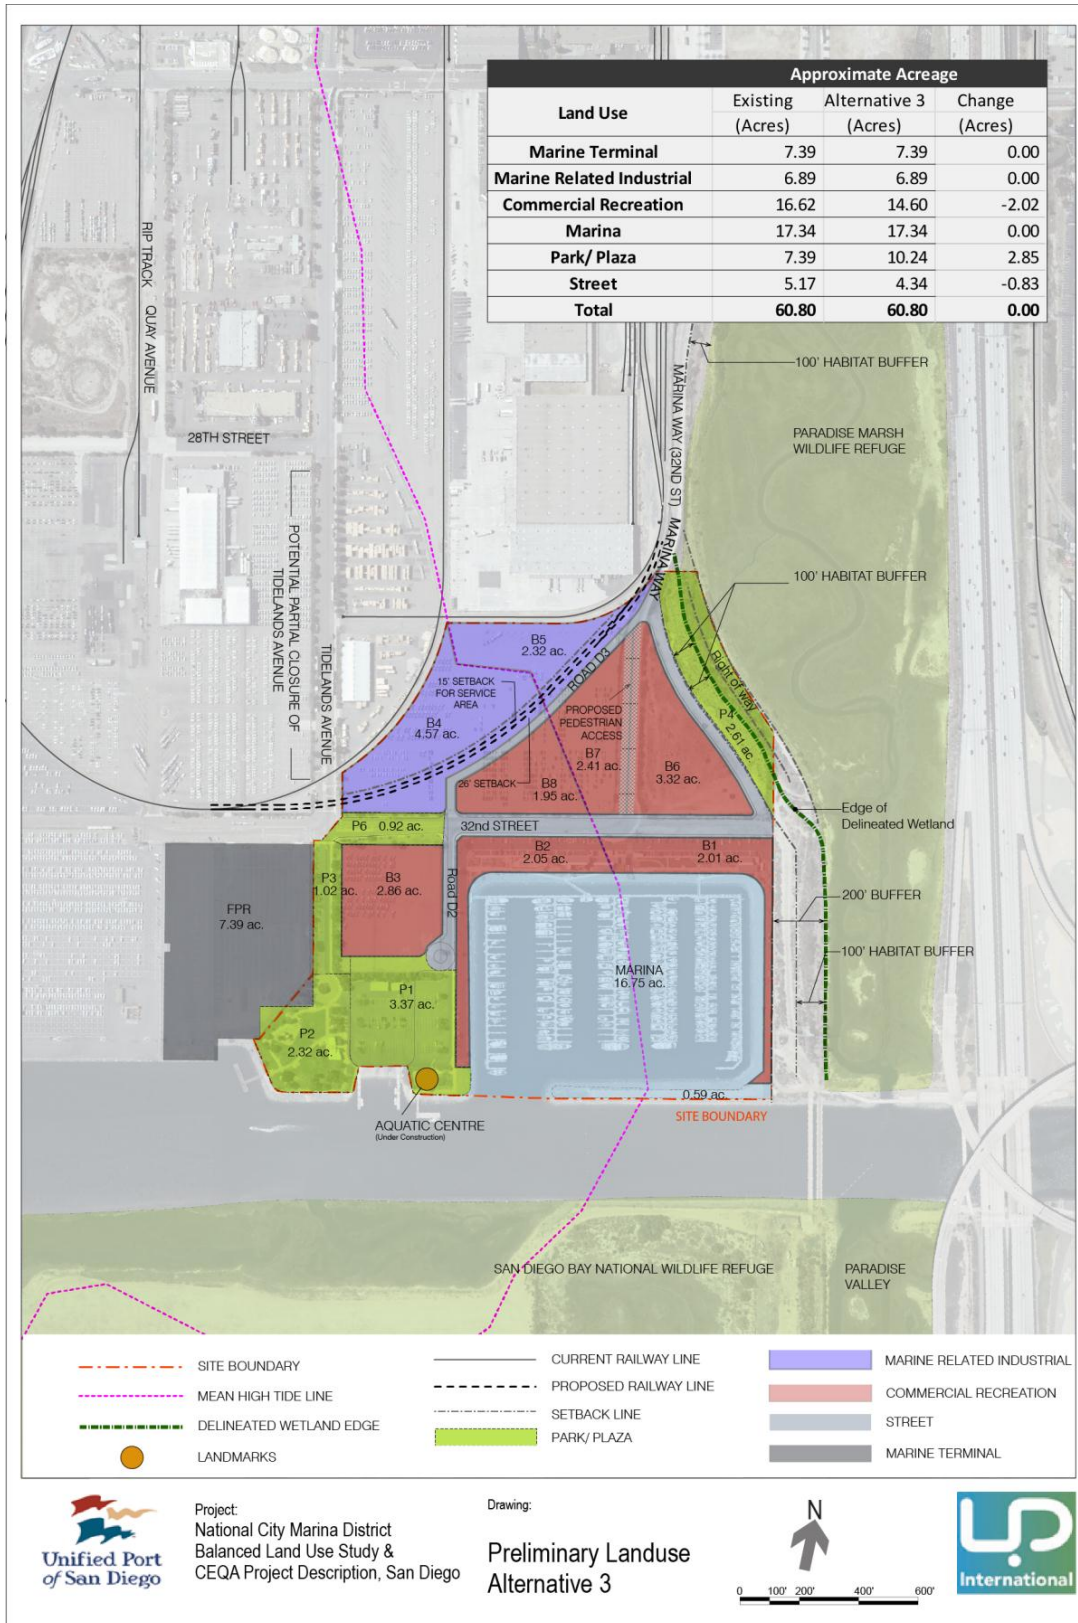 Approximate Acreage
Land Use
Existing Alternative 3 Change
(Acres) (Acres) (Acres)
Marine Terminal 7.39 7.39 0.00
Marine Related Industrial 6.89 6.89 0.00
Commercial Recreation 16.62 14.60 -2.02
Marina 17.34 17.34 0.00
Park/ Plaza 7.39 10.24 2.85
Street 5.17 4.34 -0.83
Total 60.80 60.80 0.00
RIP TRACK QUAY AVENUE
28TH STREET
MARINA WAY (32ND ST) MARINA WAY
100' HABITAT BUFFER
PARADISE MARSH
WILDLIFE REFUGE
POTENTIAL PARTIAL CLOSURE OF
TIDELANDS AVENUE
TIDELANDS AVENUE
100' HABITAT BUFFER
B5
2.32 ac.
ROAD D3
15' SETBACK
FOR SERVICE
AREA
B4
4.57 ac.
PROPOSED
PEDESTRIAN
ACCESS
Right of way
P4
2.61 ac.
B7
2.41 ac.
B6
3.32 ac.
26' SETBACK
B8
1.95 ac.
Edge of
Delineated Wetland
P6 0.92 ac.
32nd STREET
B2
2.05 ac.
B1
2.01 ac.
P3
1.02 ac.
B3
2.86 ac.
Road D2
200' BUFFER
FPR
7.39 ac.
100' HABITAT BUFFER
MARINA
16.75 ac.
P1
3.37 ac.
P2
2.32 ac.
0.59 ac.
SITE BOUNDARY
AQUATIC CENTRE
(Under Construction)
SAN DIEGO BAY NATIONAL WILDLIFE REFUGE
PARADISE
VALLEY
SITE BOUNDARY
MEAN HIGH TIDE LINE
DELINEATED WETLAND EDGE
LANDMARKS
CURRENT RAILWAY LINE
PROPOSED RAILWAY LINE
SETBACK LINE
PARK/ PLAZA
MARINE RELATED INDUSTRIAL
COMMERCIAL RECREATION
STREET
MARINE TERMINAL
Unified Port
of San Diego
Project:
National City Marina District
Balanced Land Use Study &
CEQA Project Description, San Diego
Drawing:
Preliminary Landuse
Alternative 3
N
0 100' 200' 400' 600'
UP
International